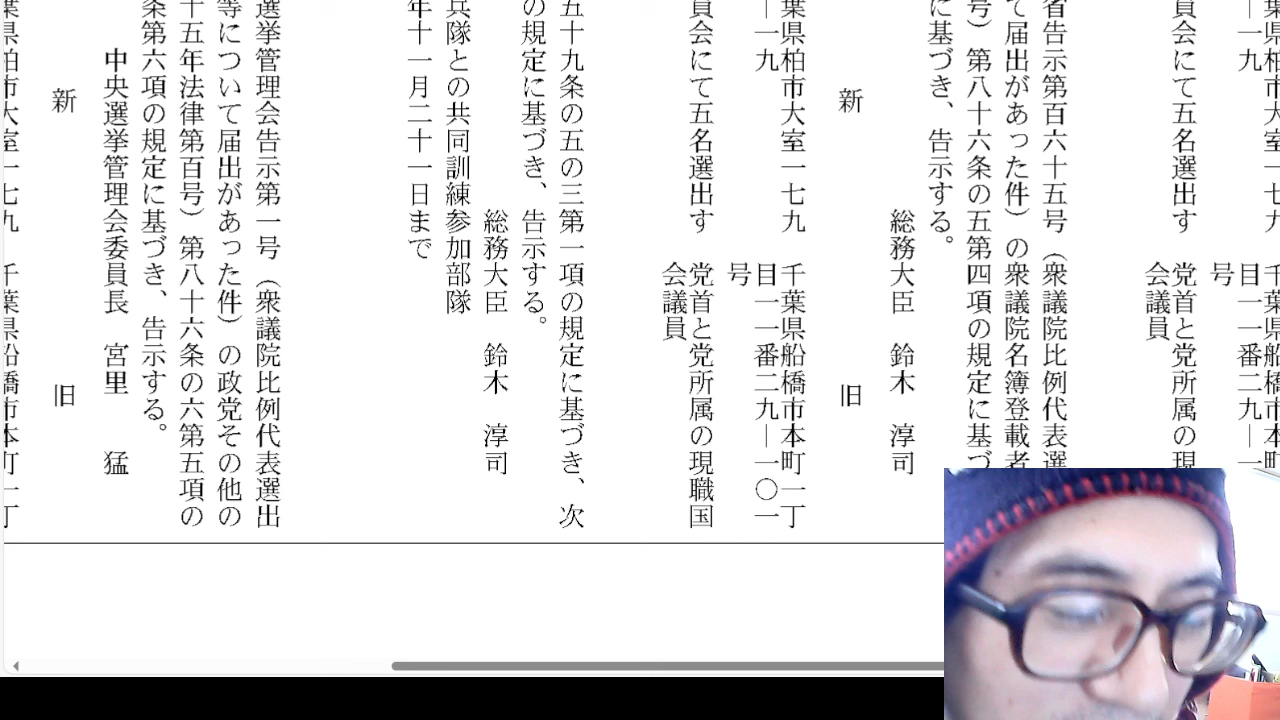 葉県柏市大室一七九
目一一番二九―一
号
員会にて五名選出す
党首と党所属の現
会議員
省告示第百六十五号（衆議院比例代表選
て届出があった件）の衆議院名簿登載者
号）第八十六条の五第四項の規定に基づ
に基づき、告示する。
総務大臣 鈴木 淳司
新 旧
葉県柏市大室一七九 千葉県船橋市本町一丁
―一九 目一一番二九―一〇一
号
員会にて五名選出す 党首と党所属の現職国
会議員
五十九条の五の三第一項の規定に基づき、次
の規定に基づき、告示する。
総務大臣 鈴木 淳司
兵隊との共同訓練参加部隊
年十一月二十一日まで
選挙管理会告示第一号（衆議院比例代表選出
等について届出があった件）の政党その他の
十五年法律第百号）第八十六条の六第五項の
条第六項の規定に基づき、告示する。
中央選挙管理会委員長 宮里 猛
新 旧
葉県柏市大室一七九 千葉県船橋市本町一丁